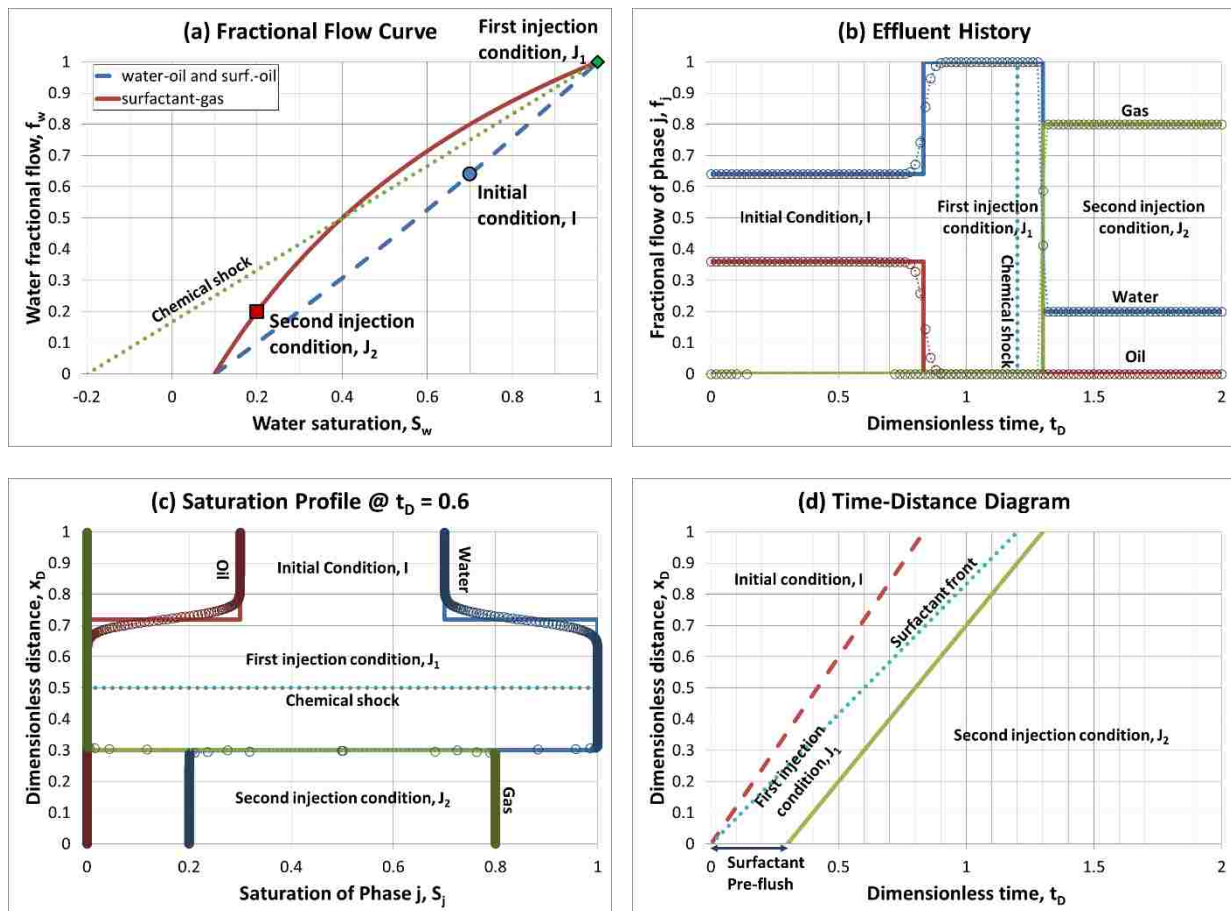 (a) Fractional Flow Curve
First injection
condition, J1
water-oil and surf.-oil
surfactant-gas
Water fractional flow, fw
1
0.9
0.8
0.7
0.6
0.5
0.4
0.3
0.2
0.1
0
Initial
condition, I
Chemical shock
Second injection
condition, J2
-0.2
0
0.2
0.4
0.6
0.8
1
Water saturation, Sw
(b) Effluent History
Fractional flow of phase j, fj
1
0.9
0.8
0.7
0.6
0.5
0.4
0.3
0.2
0.1
0
Gas
Initial Condition, I
First injection
condition, J1
Second injection
condition, J2
Chemical shock
Water
Oil
0
0.5
1
1.5
2
Dimensionless time, tD
(c) Saturation Profile @ tD = 0.6
Dimensionless distance, xD
1
0.9
0.8
0.7
0.6
0.5
0.4
0.3
0.2
0.1
0
Oil
Initial Condition, I
Water
First injection condition, J1
Chemical shock
Second injection condition, J2
Gas
0
0.2
0.4
0.6
0.8
1
Saturation of Phase j, Sj
(d) Time-Distance Diagram
Dimensionless distance, xD
1
0.9
0.8
0.7
0.6
0.5
0.4
0.3
0.2
0.1
0
Initial condition, I
Surfactant front
First injection
condition, J1
Second injection condition, J2
0
0.5
1
1.5
2
Surfactant
Pre-flush
Dimensionless time, tD